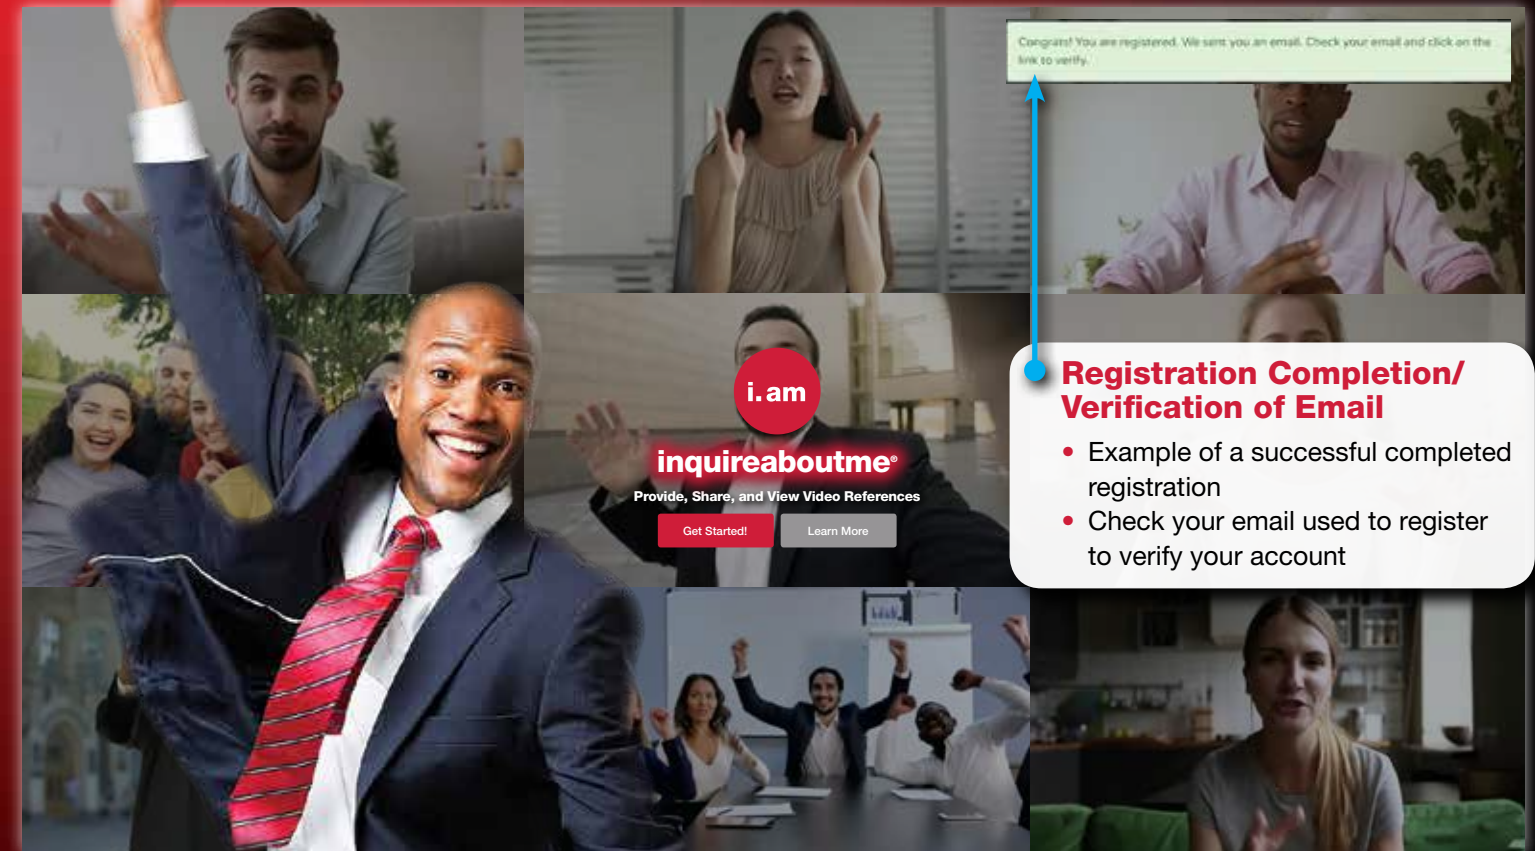 Congrats! You are registered. We sent you an email. Check your email and click on the
link to verify.
i.am
inquireaboutme®
Provide, Share, and View Video References
Get Started!
Learn More
Registration Completion/
Verification of Email
• Example of a successful completed
registration
• Check your email used to register
to verify your account